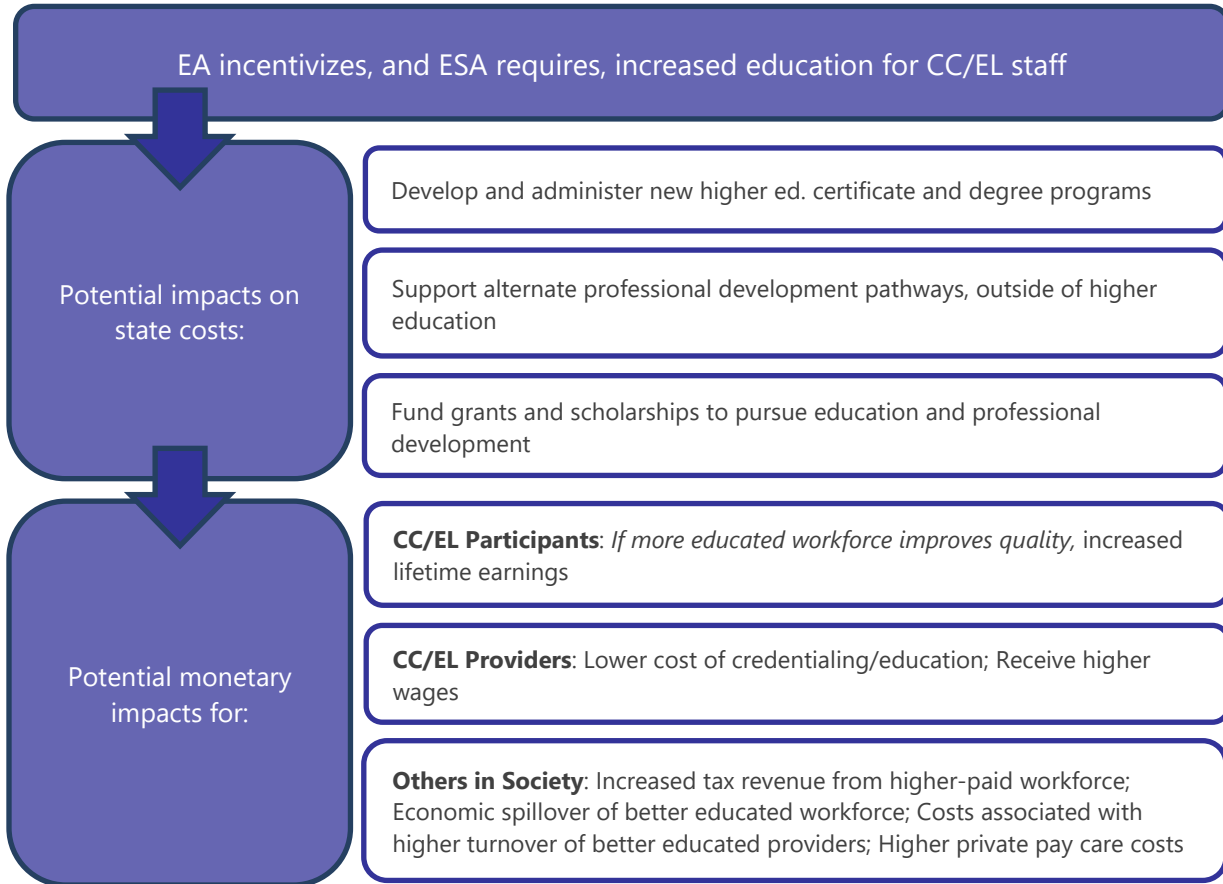 EA incentivizes, and ESA requires, increased education for CC/EL staff
Potential impacts on
state costs:
Develop and administer new higher ed. certificate and degree programs
Support alternate professional development pathways, outside of higher
education
Fund grants and scholarships to pursue education and professional
development
Potential monetary
impacts for:
CC/EL Participants: If more educated workforce improves quality, increased
lifetime earnings
CC/EL Providers: Lower cost of credentialing/education; Receive higher
wages
Others in Society: Increased tax revenue from higher-paid workforce;
Economic spillover of better educated workforce; Costs associated with
higher turnover of better educated providers; Higher private pay care costs